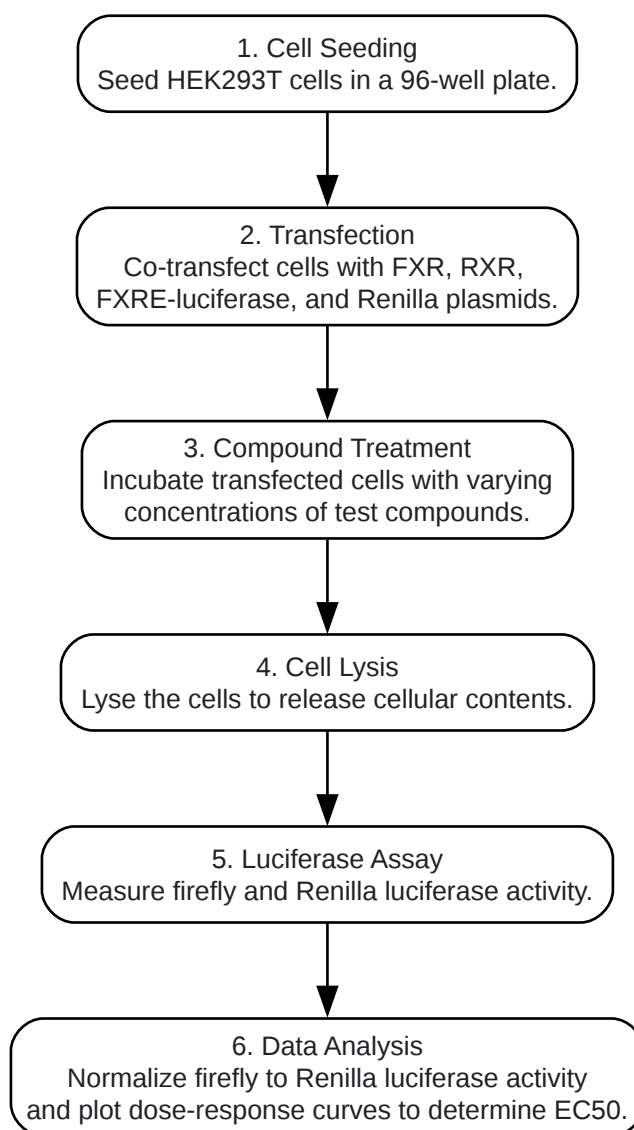 1. Cell Seeding
Seed HEK293T cells in a 96-well plate.
2. Transfection
Co-transfect cells with FXR, RXR,
FXRE-luciferase, and Renilla plasmids.
3. Compound Treatment
Incubate transfected cells with varying
concentrations of test compounds.
4. Cell Lysis
Lyse the cells to release cellular contents.
5. Luciferase Assay
Measure firefly and Renilla luciferase activity.
6. Data Analysis
Normalize firefly to Renilla luciferase activity
and plot dose-response curves to determine EC50.